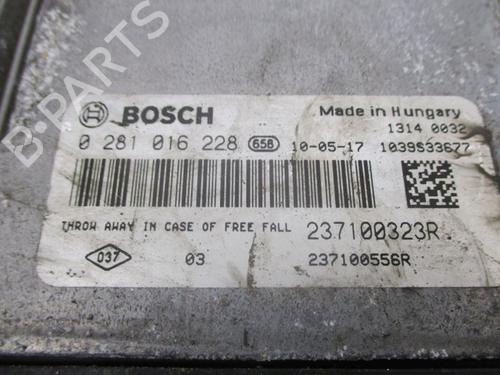 B-PARTS
BOSCH
Made in Hungary
1314 0032
0 281 016 228 658 10-05-17 1039S33677
THROW AWAY IN CASE OF FREE FALL 237100323R
037 03 237100556R